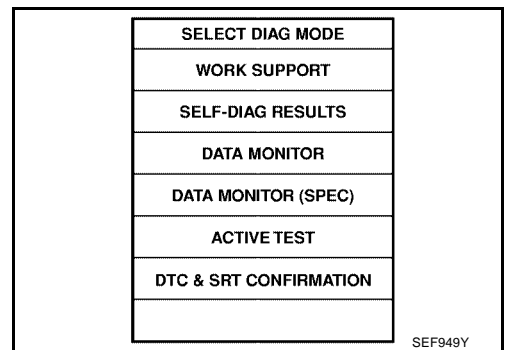 SELECT DIAG MODE
WORK SUPPORT
SELF-DIAG RESULTS
DATA MONITOR
DATA MONITOR (SPEC)
ACTIVE TEST
DTC & SRT CONFIRMATION
SEF949Y